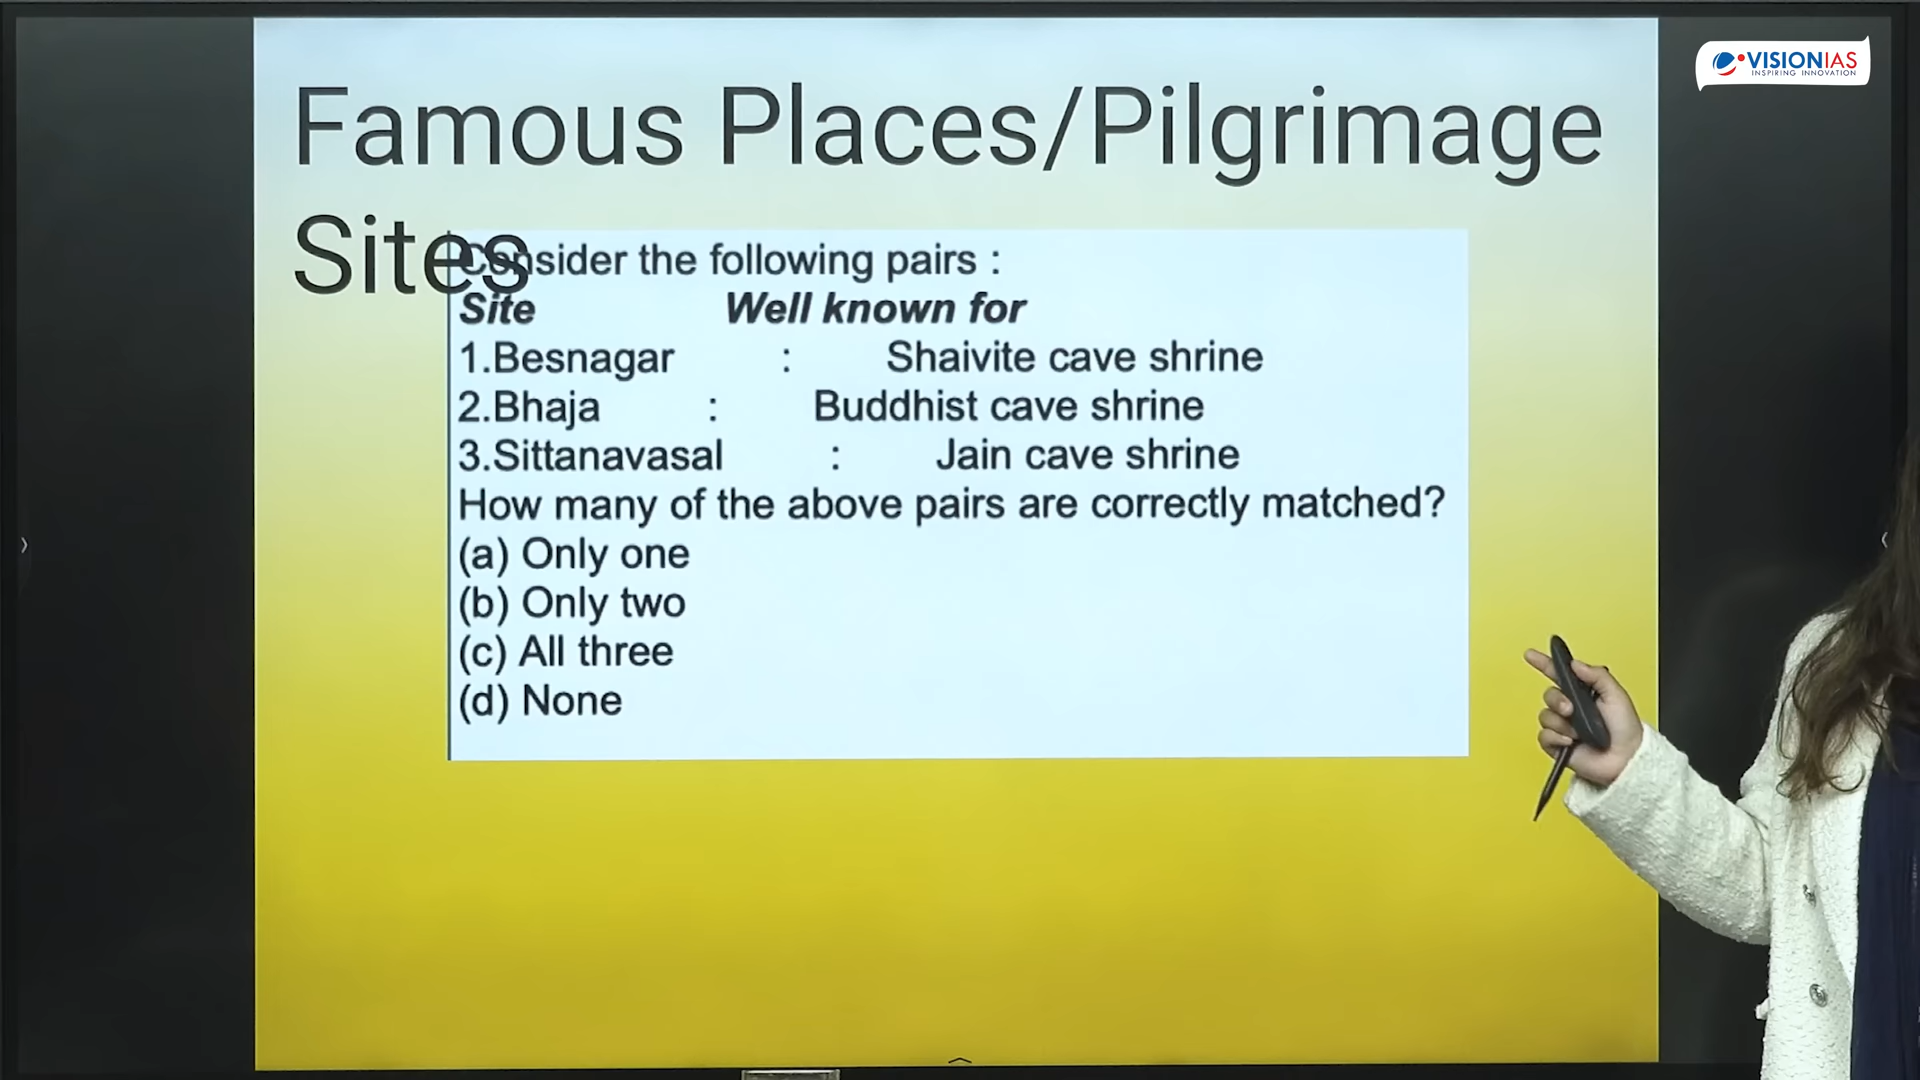 VISIONIAS
INSPIRING INNOVATION
Famous Places/Pilgrimage
Sites
Consider the following pairs :
Site Well known for
1.Besnagar : Shaivite cave shrine
2.Bhaja : Buddhist cave shrine
3.Sittanavasal : Jain cave shrine
How many of the above pairs are correctly matched?
(a) Only one
(b) Only two
(c) All three
(d) None